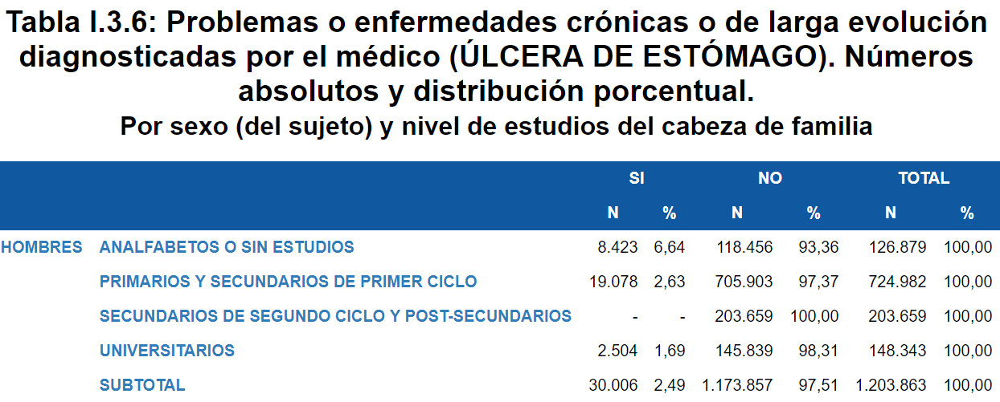 Tabla I.3.6: Problemas o enfermedades crónicas o de larga evolución
diagnosticadas por el médico (ÚLCERA DE ESTÓMAGO). Números
absolutos y distribución porcentual.
Por sexo (del sujeto) y nivel de estudios del cabeza de familia
SI NO TOTAL
N % N % N %
HOMBRES ANALFABETOS O SIN ESTUDIOS 8.423 6,64 118.456 93,36 126.879 100,00
PRIMARIOS Y SECUNDARIOS DE PRIMER CICLO 19.078 2,63 705.903 97,37 724.982 100,00
SECUNDARIOS DE SEGUNDO CICLO Y POST-SECUNDARIOS - - 203.659 100,00 203.659 100,00
UNIVERSITARIOS 2.504 1,69 145.839 98,31 148.343 100,00
SUBTOTAL 30.006 2,49 1.173.857 97,51 1.203.863 100,00